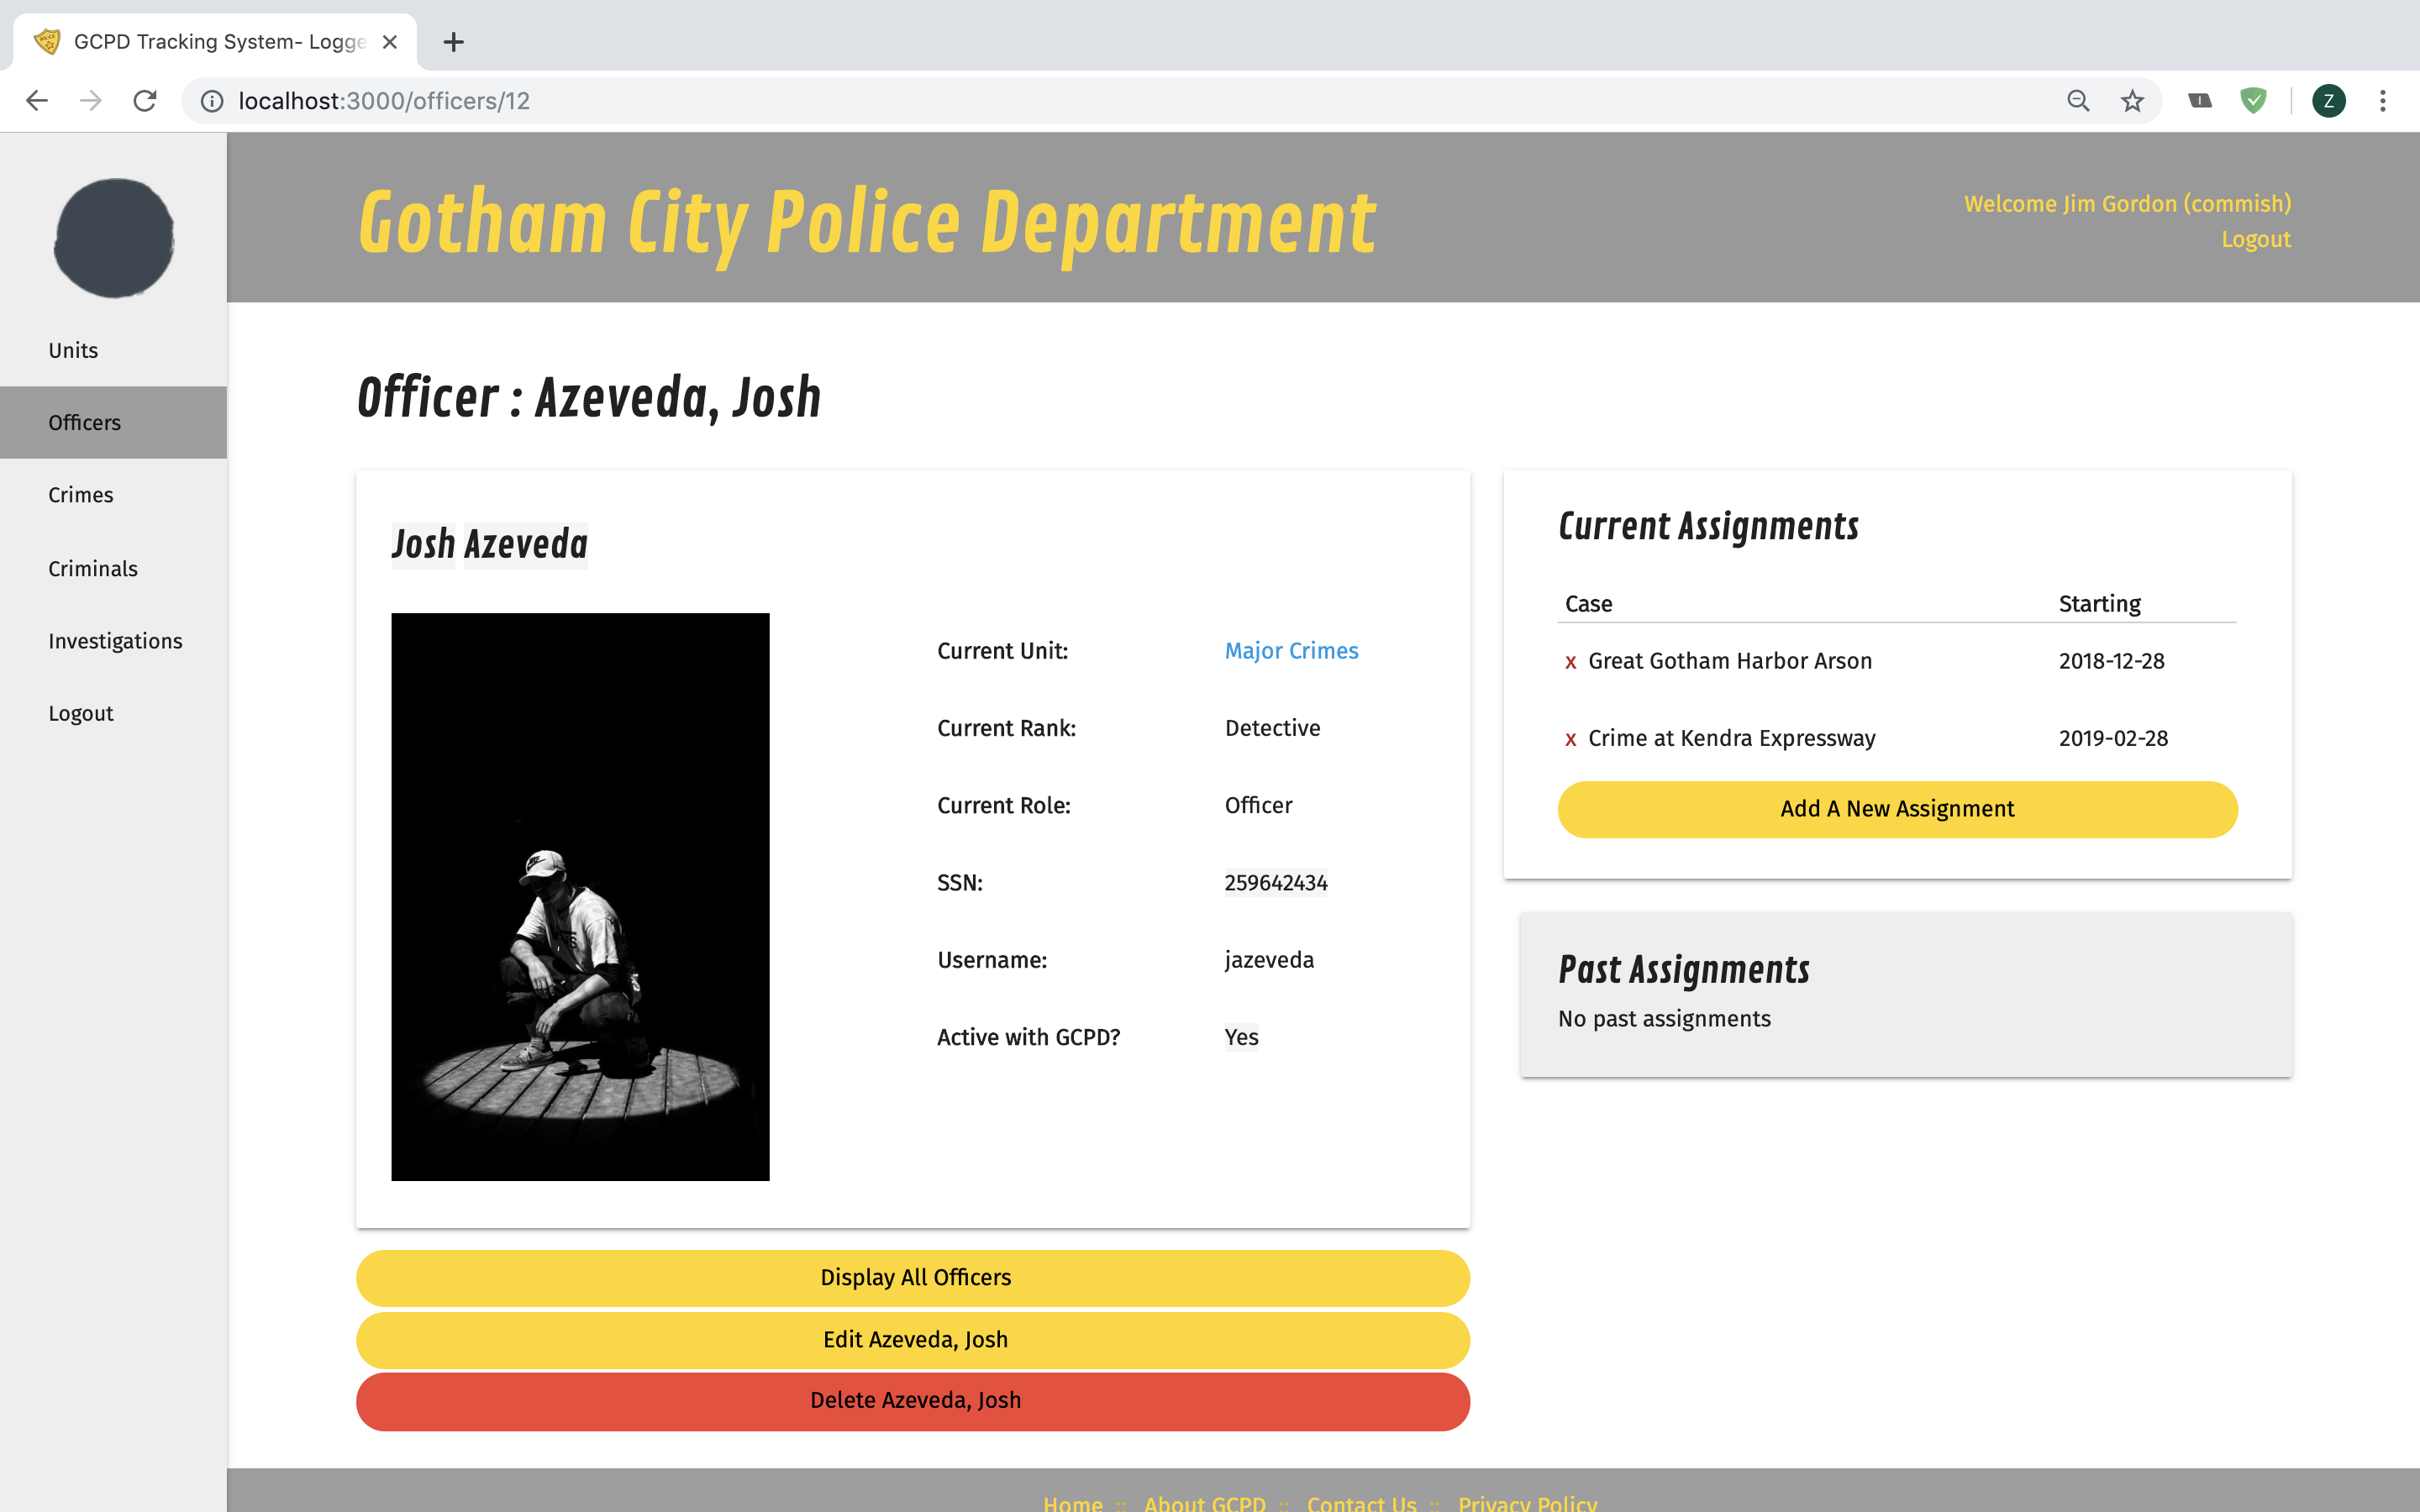 GCPD Tracking System- Logge
localhost:3000/officers/12
Z
Gotham City Police Department
Welcome Jim Gordon (commish)
Logout
Units
Officers
Crimes
Criminals
Investigations
Logout
Officer : Azeveda, Josh
Josh Azeveda
Current Unit: Major Crimes
Current Rank: Detective
Current Role: Officer
SSN: 259642434
Username: jazeveda
Active with GCPD? Yes
Current Assignments
Case Starting
x Great Gotham Harbor Arson 2018-12-28
x Crime at Kendra Expressway 2019-02-28
Add A New Assignment
Past Assignments
No past assignments
Display All Officers
Edit Azeveda, Josh
Delete Azeveda, Josh
Home :: About GCPD :: Contact Us :: Privacy Policy